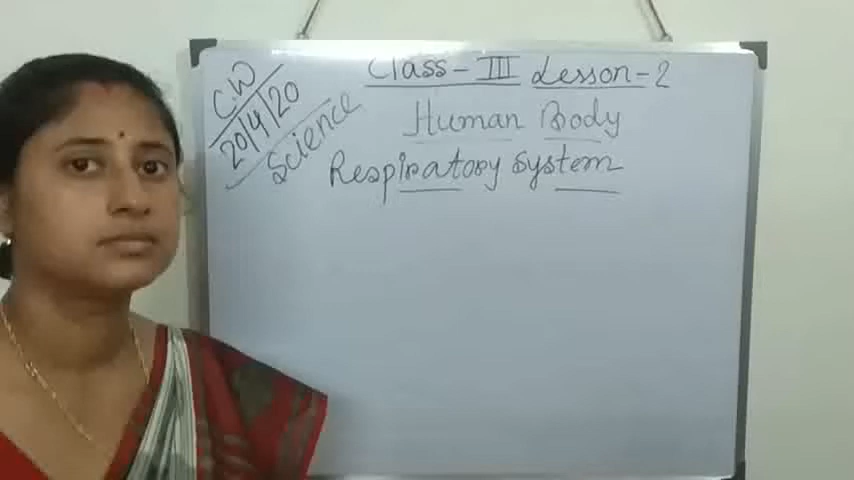 C.W
20/4/20
Science
Class - III Lesson - 2
Human Body
Respiratory System